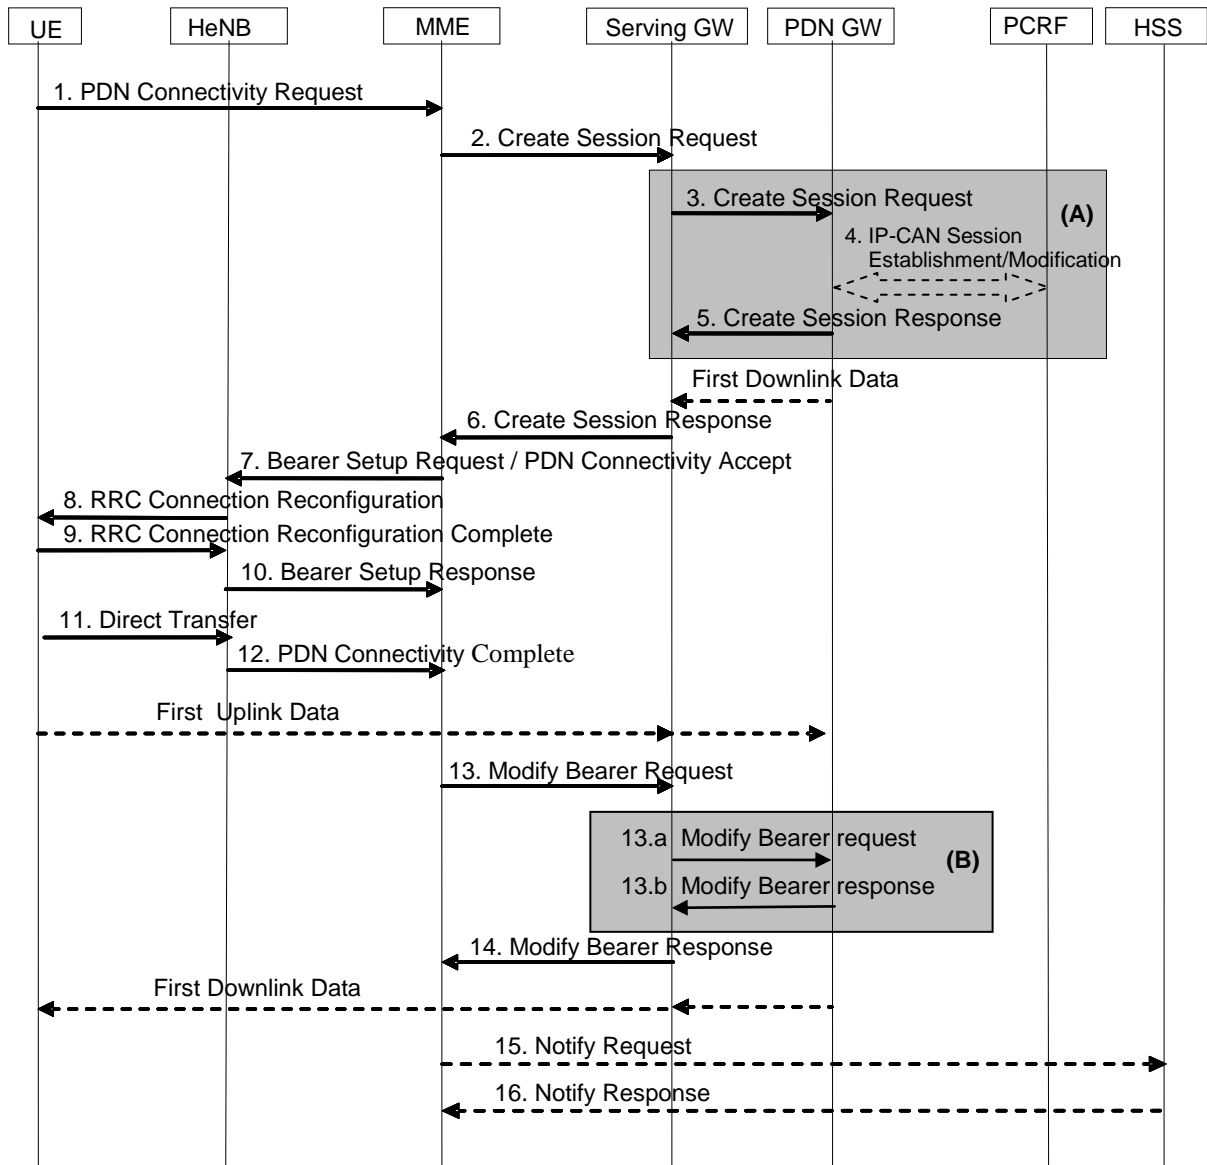 UE HeNB MME Serving GW PDN GW PCRF HSS
1. PDN Connectivity Request
2. Create Session Request
3. Create Session Request
(A)
4. IP-CAN Session
Establishment/Modification
5. Create Session Response
First Downlink Data
6. Create Session Response
7. Bearer Setup Request / PDN Connectivity Accept
8. RRC Connection Reconfiguration
9. RRC Connection Reconfiguration Complete
10. Bearer Setup Response
11. Direct Transfer
12. PDN Connectivity Complete
First Uplink Data
13. Modify Bearer Request
13.a Modify Bearer request
(B)
13.b Modify Bearer response
14. Modify Bearer Response
First Downlink Data
15. Notify Request
16. Notify Response